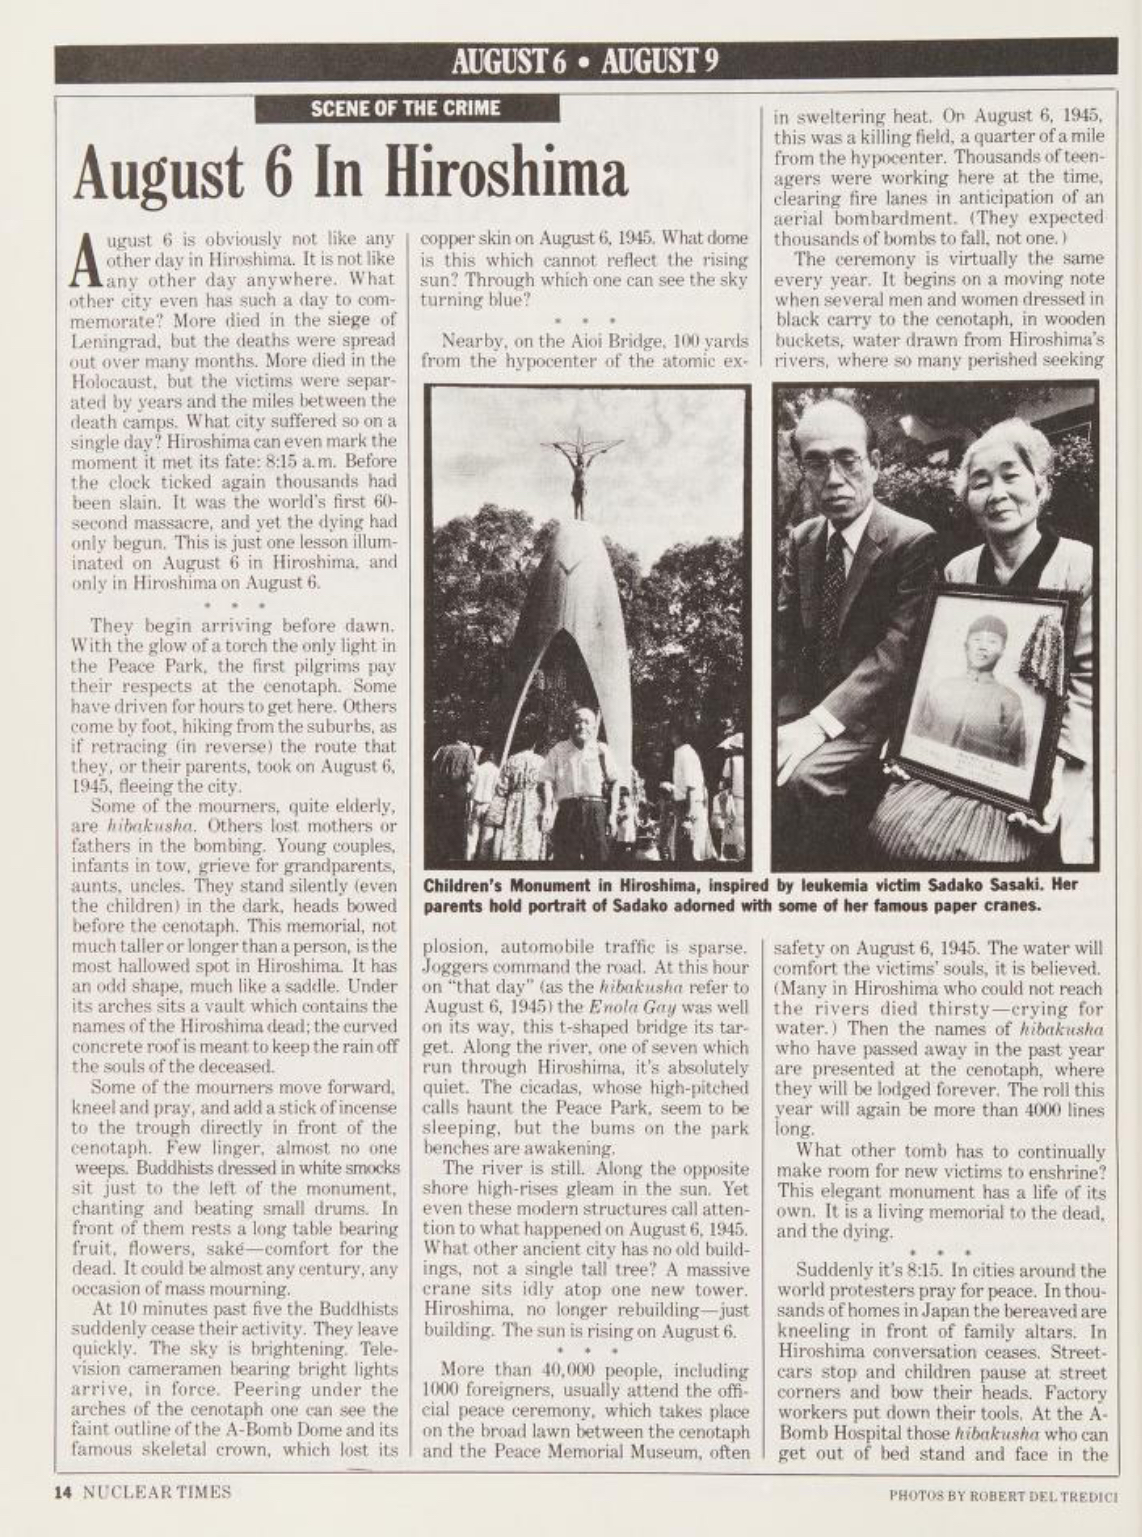 AUGUST 6 • AUGUST 9
SCENE OF THE CRIME
August 6 In Hiroshima
August 6 is obviously not like any
other day in Hiroshima. It is not like
any other day anywhere. What
other city even has such a day to com-
memorate? More died in the siege of
Leningrad, but the deaths were spread
out over many months. More died in the
Holocaust, but the victims were separ-
ated by years and the miles between the
death camps. What city suffered so on a
single day? Hiroshima can even mark the
moment it met its fate: 8:15 a.m. Before
the clock ticked again thousands had
been slain. It was the world's first 60-
second massacre, and yet the dying had
only begun. This is just one lesson illum-
inated on August 6 in Hiroshima, and
only in Hiroshima on August 6.
* * *
They begin arriving before dawn.
With the glow of a torch the only light in
the Peace Park, the first pilgrims pay
their respects at the cenotaph. Some
have driven for hours to get here. Others
come by foot, hiking from the suburbs, as
if retracing (in reverse) the route that
they, or their parents, took on August 6,
1945, fleeing the city.
Some of the mourners, quite elderly,
are hibakusha. Others lost mothers or
fathers in the bombing. Young couples,
infants in tow, grieve for grandparents,
aunts, uncles. They stand silently (even
the children) in the dark, heads bowed
before the cenotaph. This memorial, not
much taller or longer than a person, is the
most hallowed spot in Hiroshima. It has
an odd shape, much like a saddle. Under
its arches sits a vault which contains the
names of the Hiroshima dead; the curved
concrete roof is meant to keep the rain off
the souls of the deceased.
Some of the mourners move forward,
kneel and pray, and add a stick of incense
to the trough directly in front of the
cenotaph. Few linger, almost no one
weeps. Buddhists dressed in white smocks
sit just to the left of the monument,
chanting and beating small drums. In
front of them rests a long table bearing
fruit, flowers, saké—comfort for the
dead. It could be almost any century, any
occasion of mass mourning.
At 10 minutes past five the Buddhists
suddenly cease their activity. They leave
quickly. The sky is brightening. Tele-
vision cameramen bearing bright lights
arrive, in force. Peering under the
arches of the cenotaph one can see the
faint outline of the A-Bomb Dome and its
famous skeletal crown, which lost its
copper skin on August 6, 1945. What dome
is this which cannot reflect the rising
sun? Through which one can see the sky
turning blue?
* * *
Nearby, on the Aioi Bridge, 100 yards
from the hypocenter of the atomic ex-
Children's Monument in Hiroshima, inspired by leukemia victim Sadako Sasaki. Her
parents hold portrait of Sadako adorned with some of her famous paper cranes.
plosion, automobile traffic is sparse.
Joggers command the road. At this hour
on "that day" (as the hibakusha refer to
August 6, 1945) the Enola Gay was well
on its way, this t-shaped bridge its tar-
get. Along the river, one of seven which
run through Hiroshima, it's absolutely
quiet. The cicadas, whose high-pitched
calls haunt the Peace Park, seem to be
sleeping, but the bums on the park
benches are awakening.
The river is still. Along the opposite
shore high-rises gleam in the sun. Yet
even these modern structures call atten-
tion to what happened on August 6, 1945.
What other ancient city has no old build-
ings, not a single tall tree? A massive
crane sits idly atop one new tower.
Hiroshima, no longer rebuilding—just
building. The sun is rising on August 6.
* * *
More than 40,000 people, including
1000 foreigners, usually attend the offi-
cial peace ceremony, which takes place
on the broad lawn between the cenotaph
and the Peace Memorial Museum, often
in sweltering heat. On August 6, 1945,
this was a killing field, a quarter of a mile
from the hypocenter. Thousands of teen-
agers were working here at the time,
clearing fire lanes in anticipation of an
aerial bombardment. (They expected
thousands of bombs to fall, not one.)
The ceremony is virtually the same
every year. It begins on a moving note
when several men and women dressed in
black carry to the cenotaph, in wooden
buckets, water drawn from Hiroshima's
rivers, where so many perished seeking
safety on August 6, 1945. The water will
comfort the victims' souls, it is believed.
(Many in Hiroshima who could not reach
the rivers died thirsty—crying for
water.) Then the names of hibakusha
who have passed away in the past year
are presented at the cenotaph, where
they will be lodged forever. The roll this
year will again be more than 4000 lines
long.
What other tomb has to continually
make room for new victims to enshrine?
This elegant monument has a life of its
own. It is a living memorial to the dead,
and the dying.
* * *
Suddenly it's 8:15. In cities around the
world protesters pray for peace. In thou-
sands of homes in Japan the bereaved are
kneeling in front of family altars. In
Hiroshima conversation ceases. Street-
cars stop and children pause at street
corners and bow their heads. Factory
workers put down their tools. At the A-
Bomb Hospital those hibakusha who can
get out of bed stand and face in the
14 NUCLEAR TIMES
PHOTOS BY ROBERT DEL TREDICI